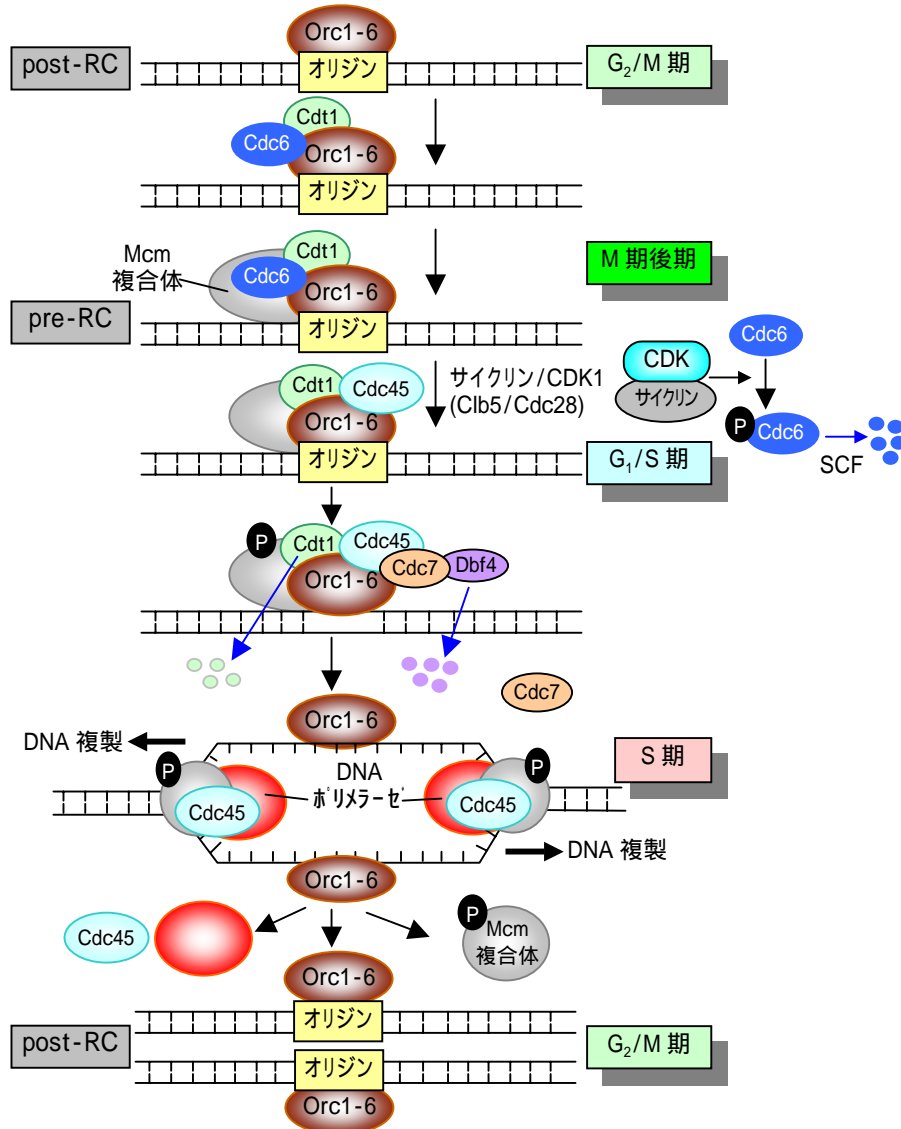 Orc1-6
post-RC
オリジン
G2/M 期
Cdt1
Cdc6
Orc1-6
オリジン
Mcm
複合体
Cdt1
Cdc6
Orc1-6
M 期後期
pre-RC
オリジン
Cdt1
Cdc45
Orc1-6
サイクリン/CDK1
(Clb5/Cdc28)
CDK
サイクリン
Cdc6
P
Cdc6
SCF
オリジン
G1/S 期
P
Cdt1
Cdc45
Orc1-6
Cdc7
Dbf4
Cdc7
Orc1-6
DNA 複製
P
DNA
ポリメラーゼ
P
S 期
Cdc45
Cdc45
DNA 複製
Orc1-6
Cdc45
P
Mcm
複合体
Orc1-6
オリジン
post-RC
オリジン
G2/M 期
Orc1-6